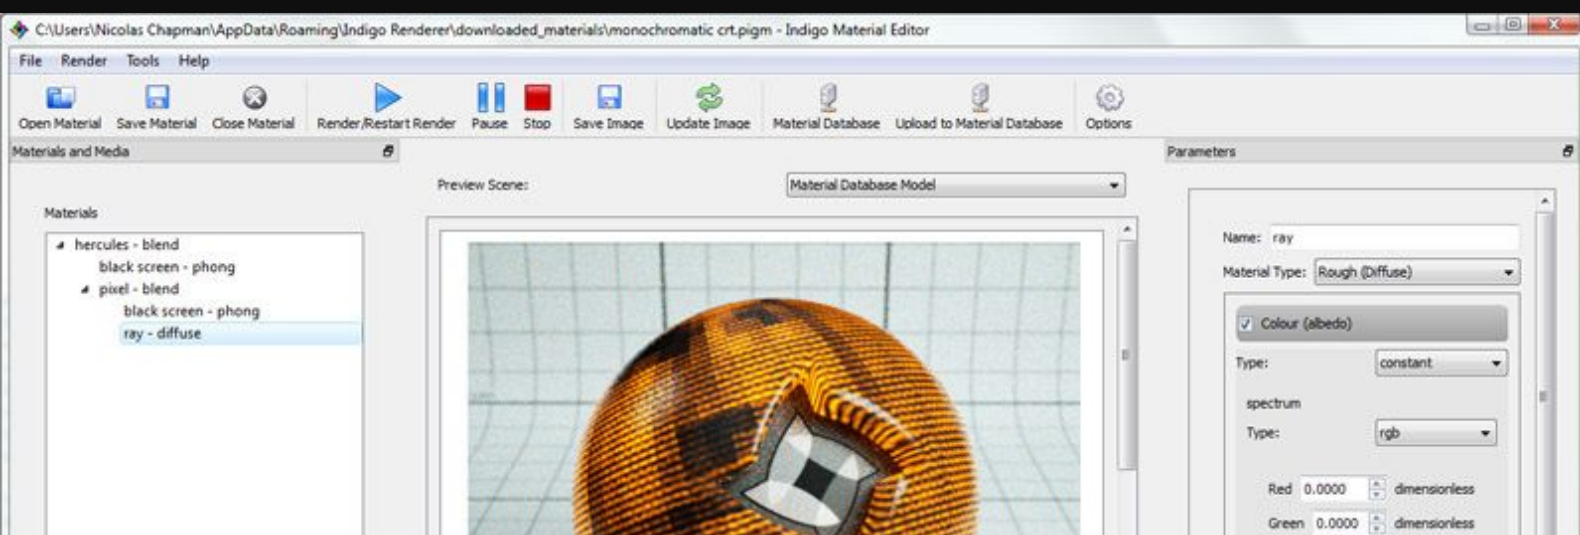 C:\Users\Nicolas Chapman\AppData\Roaming\Indigo Renderer\downloaded_materials\monochromatic crt.pigm - Indigo Material Editor
File Render Tools Help
Open Material Save Material Close Material Render/Restart Render Pause Stop Save Image Update Image Material Database Upload to Material Database Options
Materials and Media
Parameters
Preview Scene: Material Database Model
Materials
hercules - blend
black screen - phong
pixel - blend
black screen - phong
ray - diffuse
Name: ray
Material Type: Rough (Diffuse)
Colour (albedo)
Type: constant
spectrum
Type: rgb
Red 0.0000 dimensionless
Green 0.0000 dimensionless